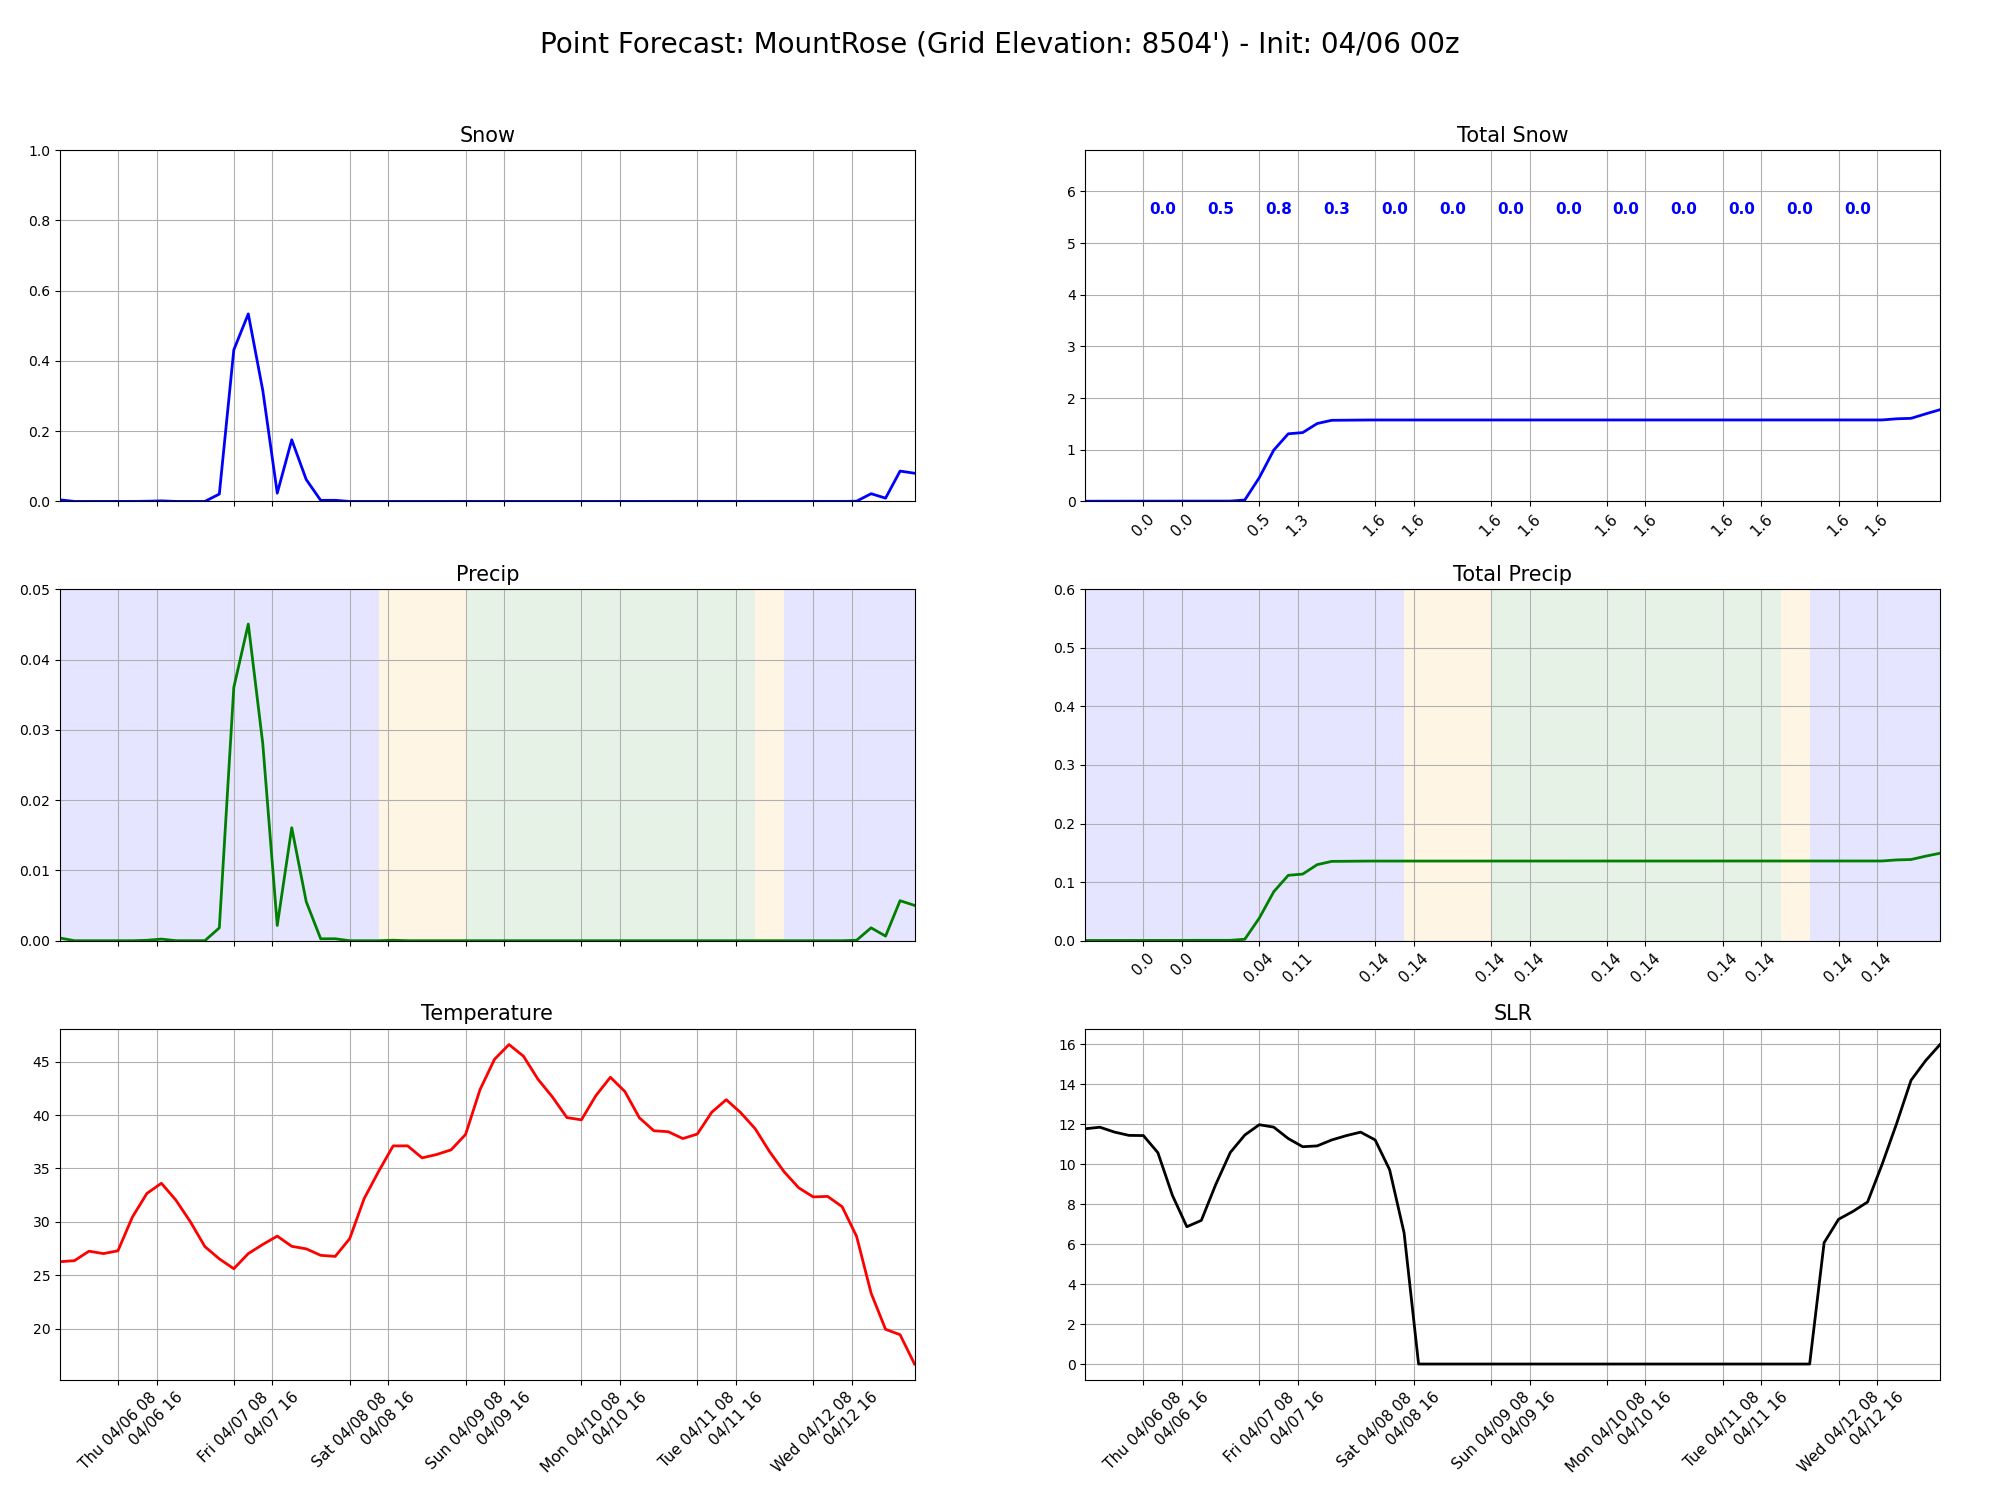 Point Forecast: MountRose (Grid Elevation: 8504') - Init: 04/06 00z
Snow
1.0
0.8
0.6
0.4
0.2
0.0
Total Snow
6
5
4
3
2
1
0
0.0 0.5 0.8 0.3 0.0 0.0 0.0 0.0 0.0 0.0 0.0 0.0 0.0
0.0 0.0 0.5 1.3 1.6 1.6 1.6 1.6 1.6 1.6 1.6 1.6 1.6 1.6
Precip
0.05
0.04
0.03
0.02
0.01
0.00
Total Precip
0.6
0.5
0.4
0.3
0.2
0.1
0.0
0.0 0.0 0.04 0.11 0.14 0.14 0.14 0.14 0.14 0.14 0.14 0.14 0.14 0.14
Temperature
45
40
35
30
25
20
Thu 04/06 08
04/06 16
Fri 04/07 08
04/07 16
Sat 04/08 08
04/08 16
Sun 04/09 08
04/09 16
Mon 04/10 08
04/10 16
Tue 04/11 08
04/11 16
Wed 04/12 08
04/12 16
SLR
16
14
12
10
8
6
4
2
0
Thu 04/06 08
04/06 16
Fri 04/07 08
04/07 16
Sat 04/08 08
04/08 16
Sun 04/09 08
04/09 16
Mon 04/10 08
04/10 16
Tue 04/11 08
04/11 16
Wed 04/12 08
04/12 16